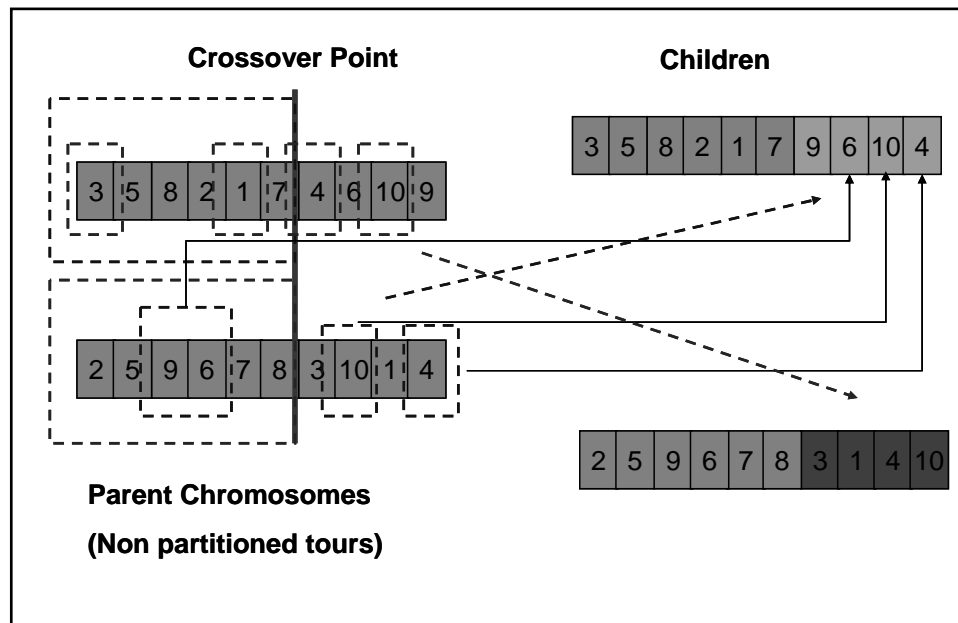 Crossover Point
Children
3 5 8 2 1 7 9 6 10 4
3 5 8 2 1 7 4 6 10 9
2 5 9 6 7 8 3 10 1 4
2 5 9 6 7 8 3 1 4 10
Parent Chromosomes
(Non partitioned tours)